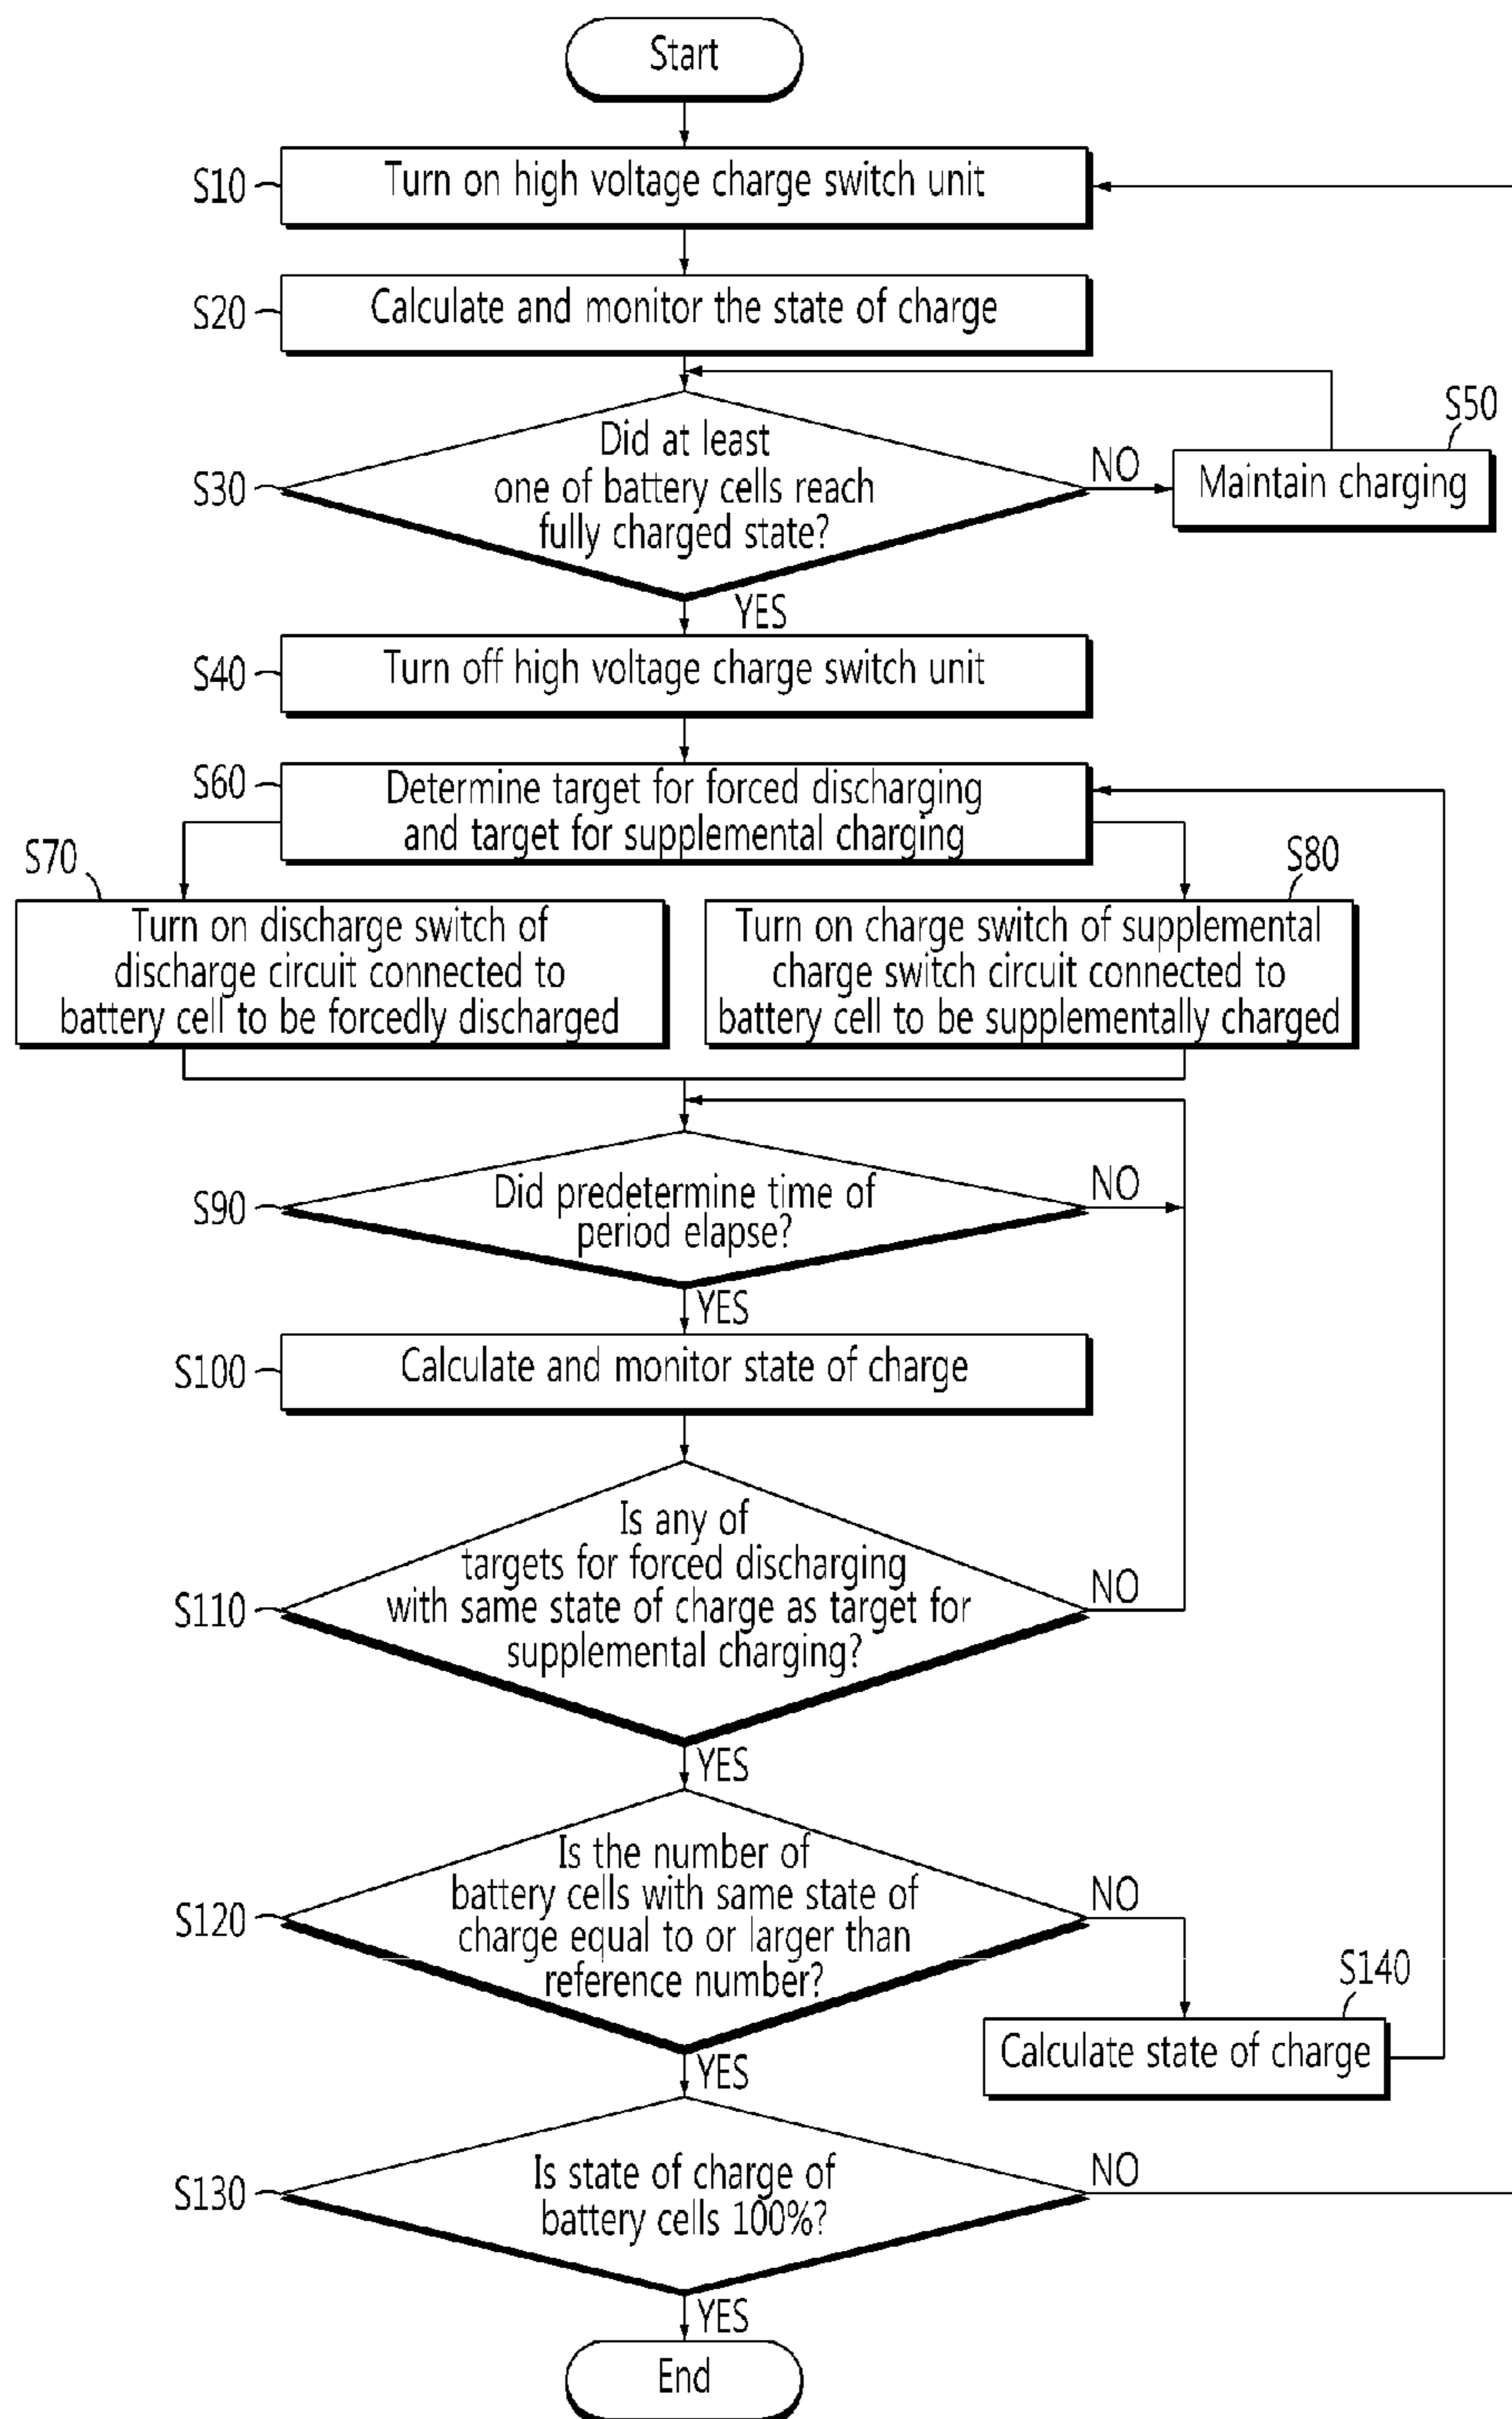 Start
S10
Turn on high voltage charge switch unit
S20
Calculate and monitor the state of charge
S50
S30
Did at least
one of battery cells reach
fully charged state?
NO
Maintain charging
YES
S40
Turn off high voltage charge switch unit
S60
Determine target for forced discharging
and target for supplemental charging
S70
S80
Turn on discharge switch of
discharge circuit connected to
battery cell to be forcedly discharged
Turn on charge switch of supplemental
charge switch circuit connected to
battery cell to be supplementally charged
S90
Did predetermine time of
period elapse?
NO
YES
S100
Calculate and monitor state of charge
S110
Is any of
targets for forced discharging
with same state of charge as target for
supplemental charging?
NO
YES
S120
Is the number of
battery cells with same state of
charge equal to or larger than
reference number?
NO
S140
Calculate state of charge
YES
S130
Is state of charge of
battery cells 100%?
NO
YES
End